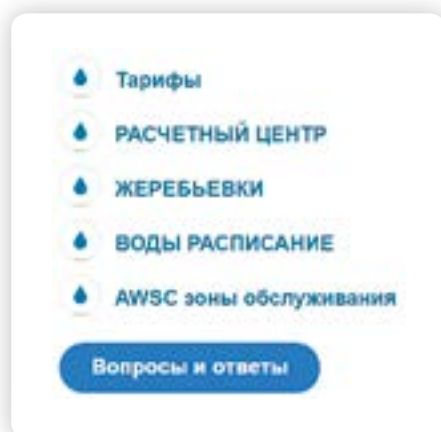 Тарифы
РАСЧЕТНЫЙ ЦЕНТР
ЖЕРЕБЬЕВКИ
ВОДЫ РАСПИСАНИЕ
AWSC зоны обслуживания
Вопросы и ответы